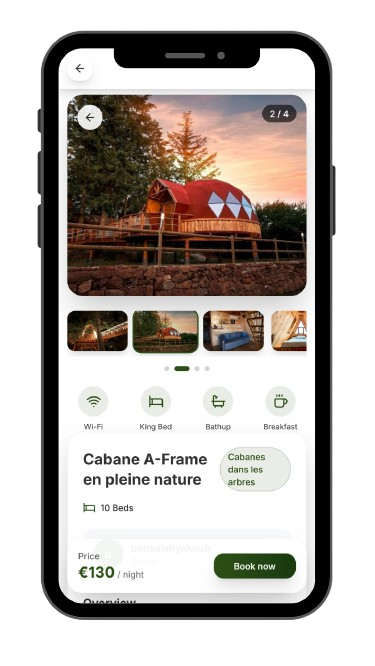 2 / 4
Wi-Fi
King Bed
Bathup
Breakfast
Cabane A-Frame
en pleine nature
Cabanes
dans les
arbres
10 Beds
Price
€130 / night
Book now
Overview